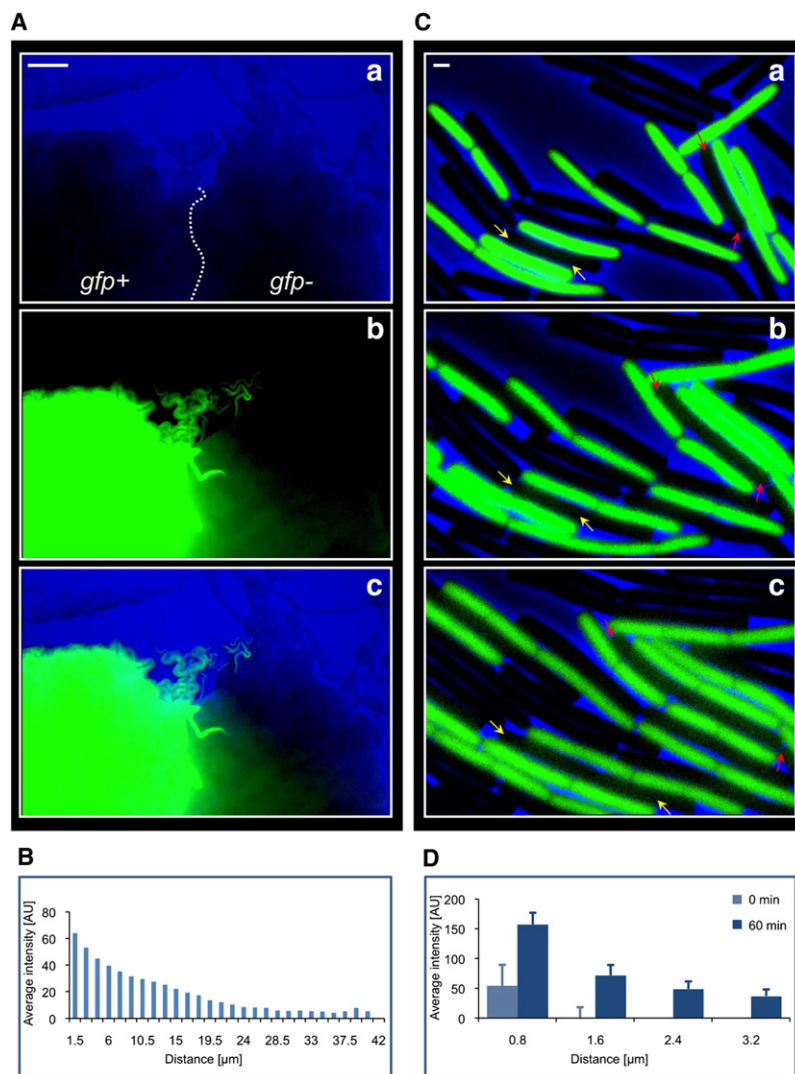 A
a
gfp+
gfp-
b
c
B
Average intensity [AU]
80
60
40
20
0
1.5 6 10.5 15 19.5 24 28.5 33 37.5 42
Distance [μm]
C
a
b
c
D
Average intensity [AU]
200
150
100
50
0
0 min
60 min
0.8 1.6 2.4 3.2
Distance [μm]